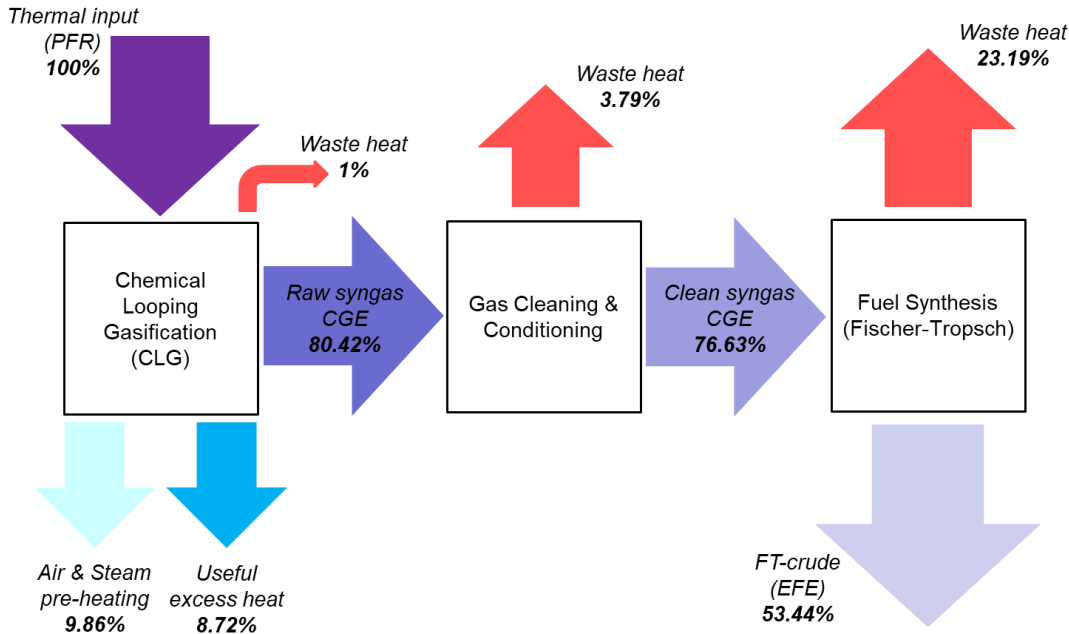 Thermal input
(PFR)
100%
Waste heat
1%
Waste heat
3.79%
Waste heat
23.19%
Chemical
Looping
Gasification
(CLG)
Raw syngas
CGE
80.42%
Gas Cleaning &
Conditioning
Clean syngas
CGE
76.63%
Fuel Synthesis
(Fischer-Tropsch)
Air & Steam
pre-heating
9.86%
Useful
excess heat
8.72%
FT-crude
(EFE)
53.44%